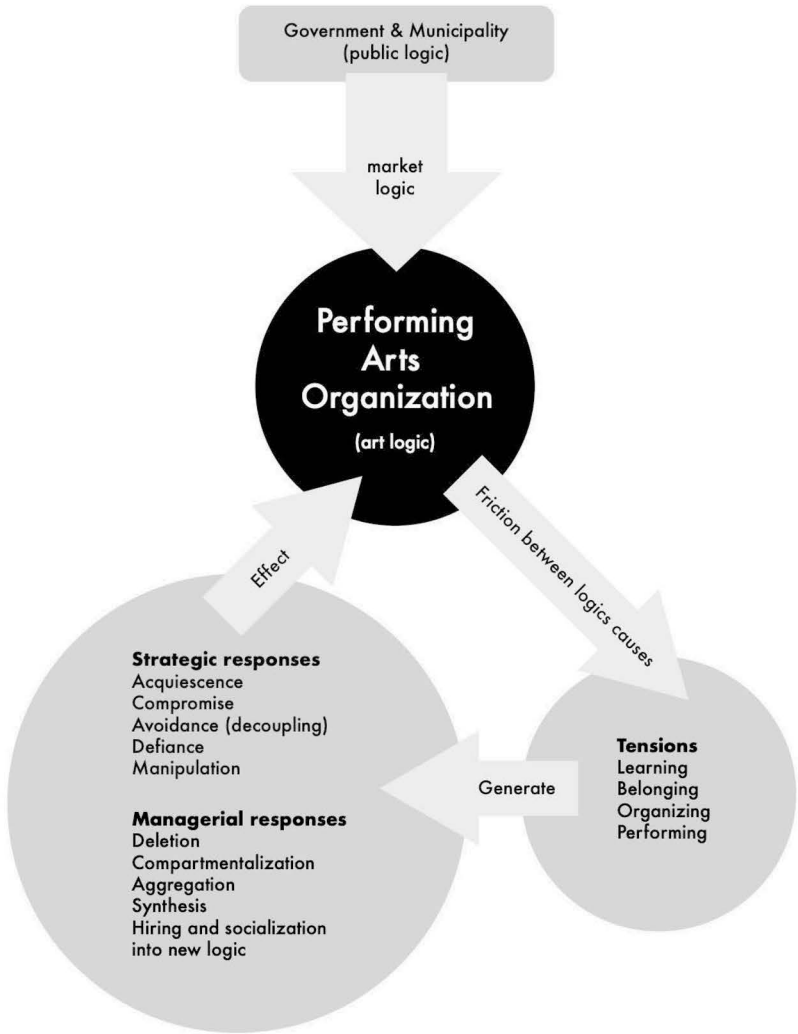 Government & Municipality
(public logic)
market
logic
Performing
Arts
Organization
(art logic)
Friction between logics causes
Effect
Tensions
Learning
Belonging
Organizing
Performing
Generate
Strategic responses
Acquiescence
Compromise
Avoidance (decoupling)
Defiance
Manipulation
Managerial responses
Deletion
Compartmentalization
Aggregation
Synthesis
Hiring and socialization
into new logic